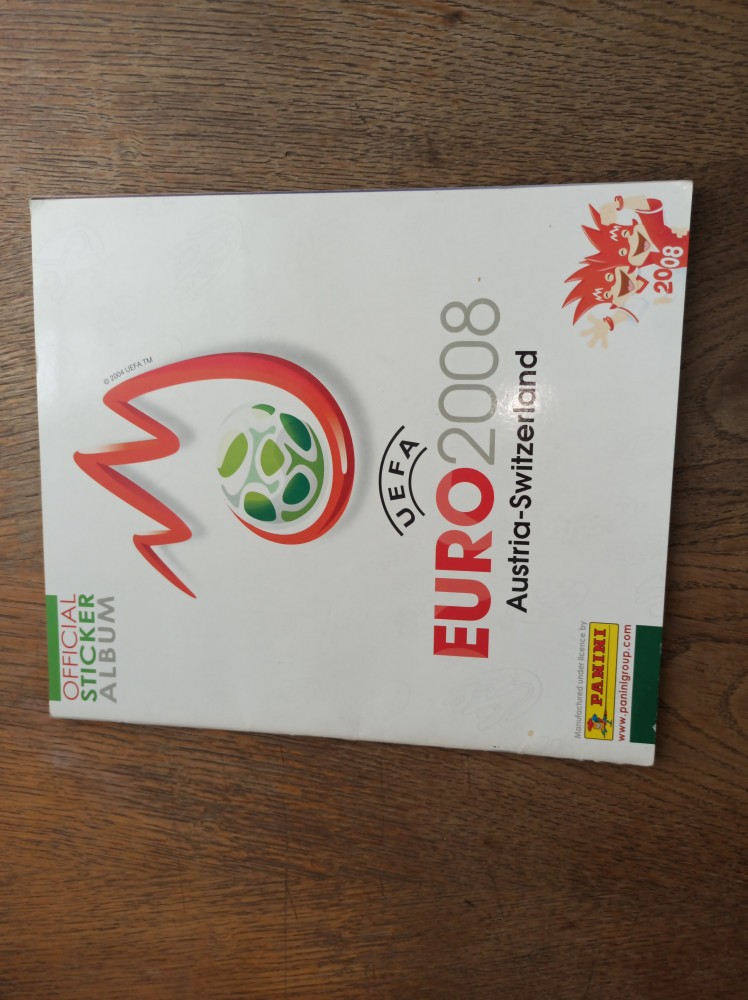 OFFICIAL
STICKER
ALBUM
© 2004 UEFA TM
UEFA
EURO2008
Austria-Switzerland
Manufactured under licence by
PANINI
www.paninigroup.com
2008